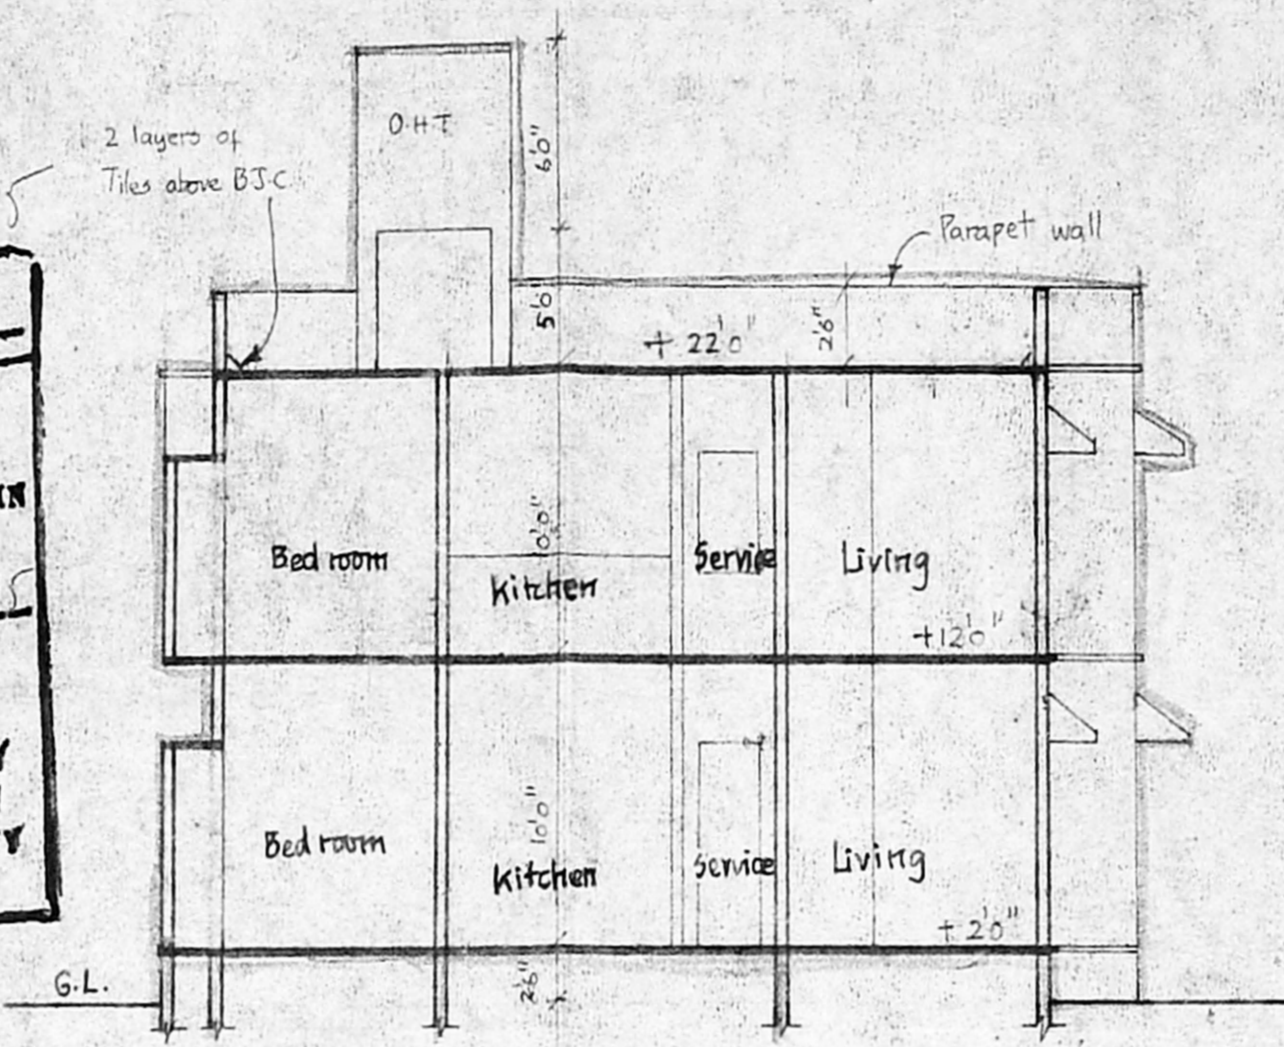 O.H.T
6'0"
2 layers of
Tiles above B.J.C
Parapet wall
5'6"
+ 22'0"
2'6"
IN
10'0"
Bed room
Kitchen
Service
Living
+12'0"
Y
10'0"
Bed room
Kitchen
Service
Living
+ 2'0"
2'6"
G.L.